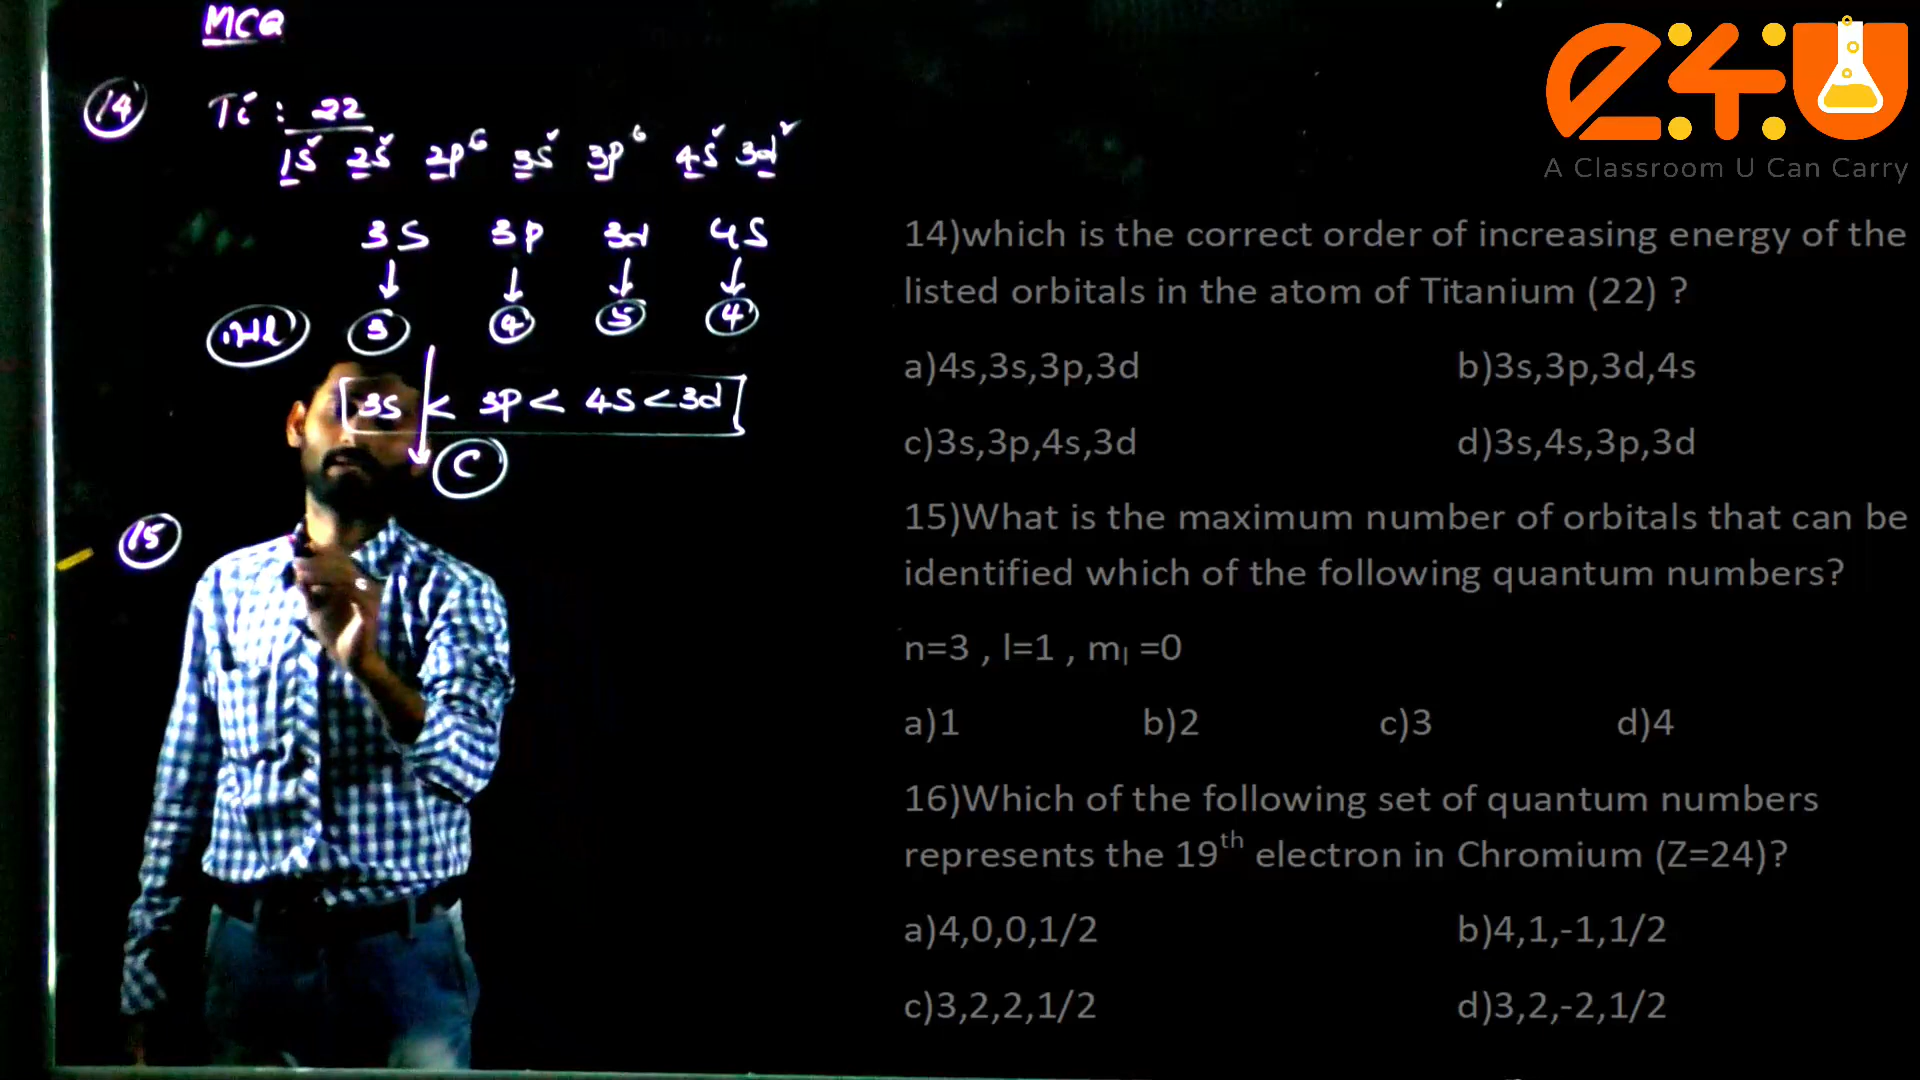 MCQ
14 Ti : 22
1s² 2s² 2p⁶ 3s² 3p⁶ 4s² 3d²
3s 3p 3d 4s
n+l 3 4 5 4
3s < 3p < 4s < 3d
C
15
e4U
A Classroom U Can Carry
14)which is the correct order of increasing energy of the
listed orbitals in the atom of Titanium (22) ?
a)4s,3s,3p,3d b)3s,3p,3d,4s
c)3s,3p,4s,3d d)3s,4s,3p,3d
15)What is the maximum number of orbitals that can be
identified which of the following quantum numbers?
n=3 , l=1 , mₗ =0
a)1 b)2 c)3 d)4
16)Which of the following set of quantum numbers
represents the 19ᵗʰ electron in Chromium (Z=24)?
a)4,0,0,1/2 b)4,1,-1,1/2
c)3,2,2,1/2 d)3,2,-2,1/2